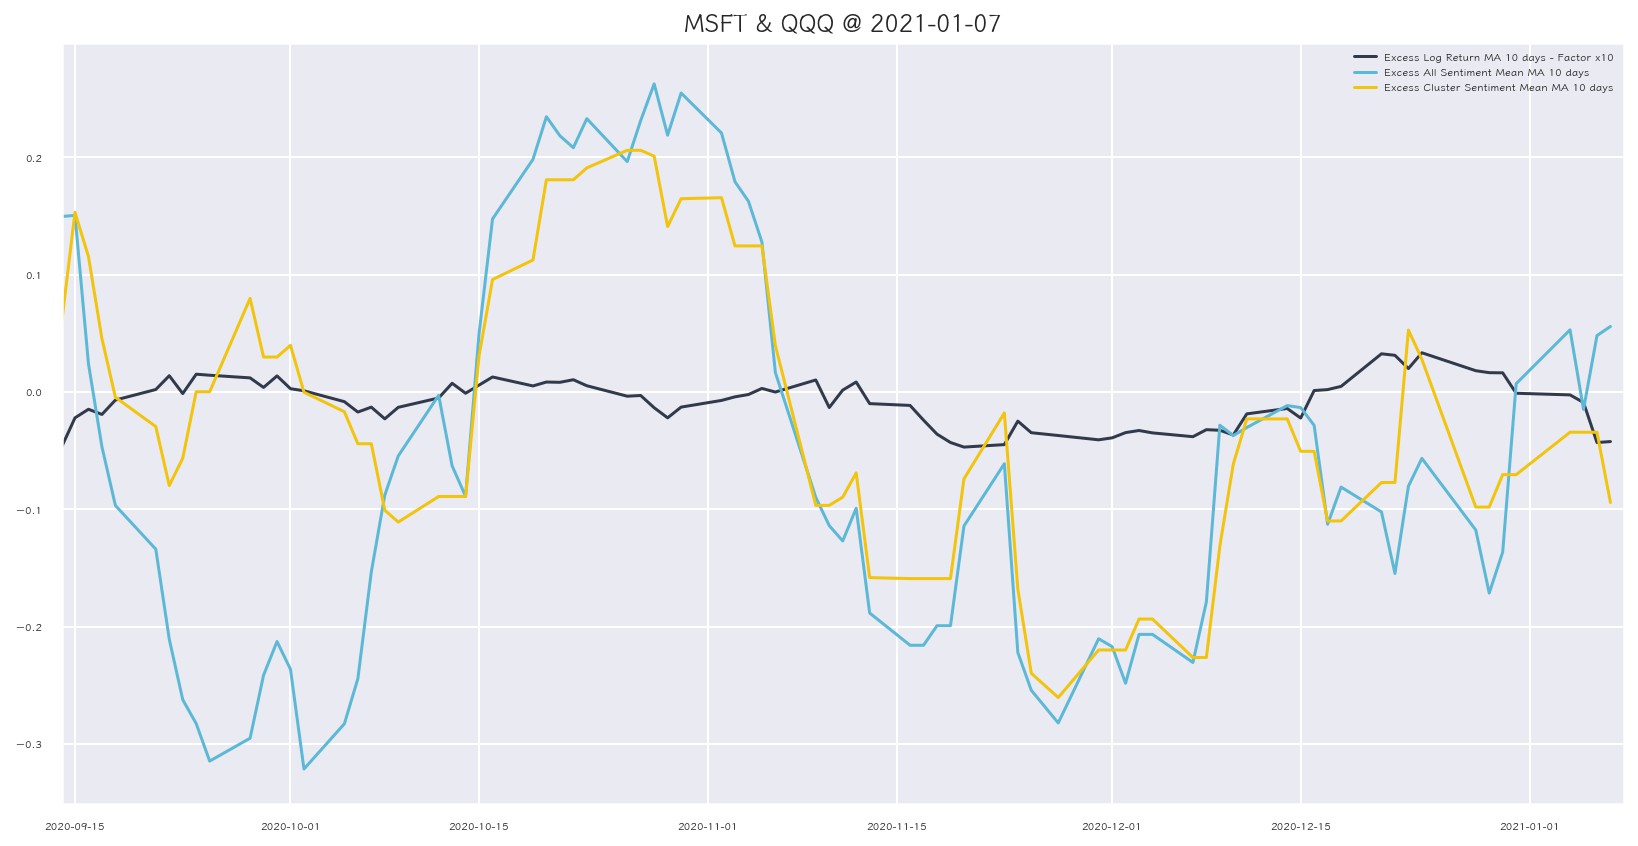 MSFT & QQQ @ 2021-01-07
Excess Log Return MA 10 days - Factor x10
Excess All Sentiment Mean MA 10 days
Excess Cluster Sentiment Mean MA 10 days
0.2
0.1
0.0
−0.1
−0.2
−0.3
2020-09-15 2020-10-01 2020-10-15 2020-11-01 2020-11-15 2020-12-01 2020-12-15 2021-01-01